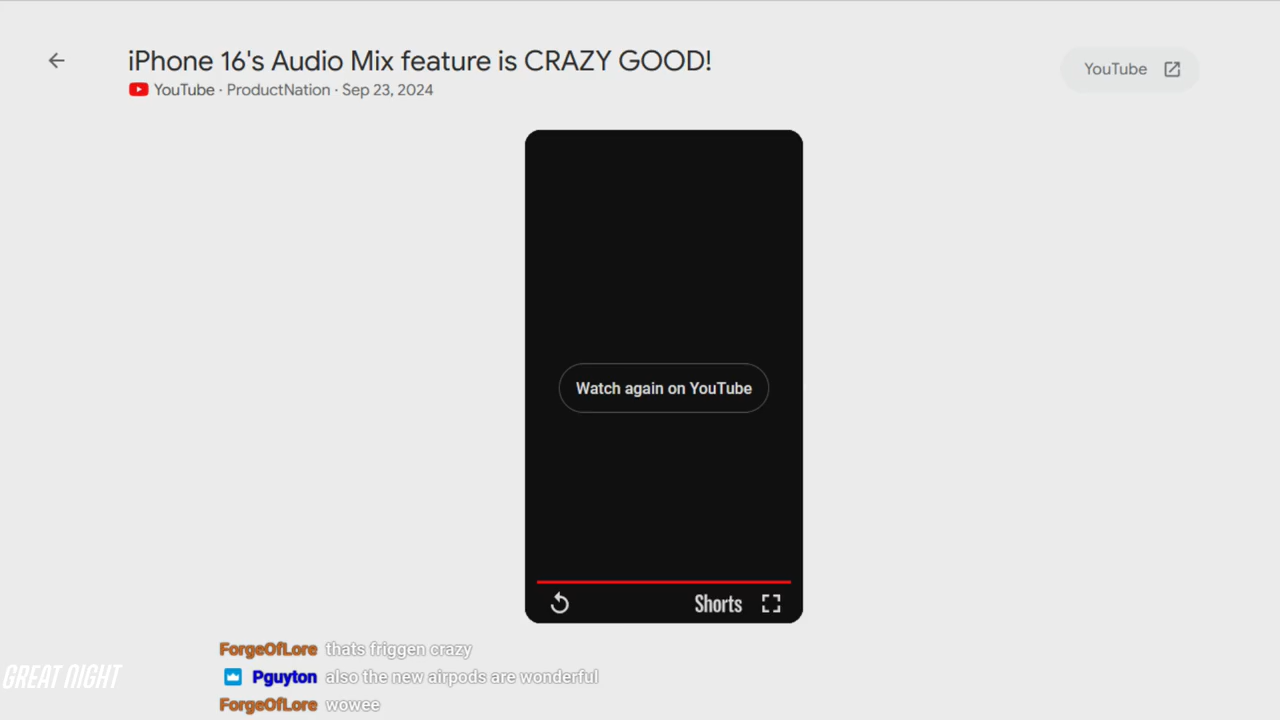 iPhone 16's Audio Mix feature is CRAZY GOOD!
YouTube · ProductNation · Sep 23, 2024
YouTube
Watch again on YouTube
Shorts
ForgeOfLore thats friggen crazy
Pguyton also the new airpods are wonderful
GREAT NIGHT
ForgeOfLore wowee